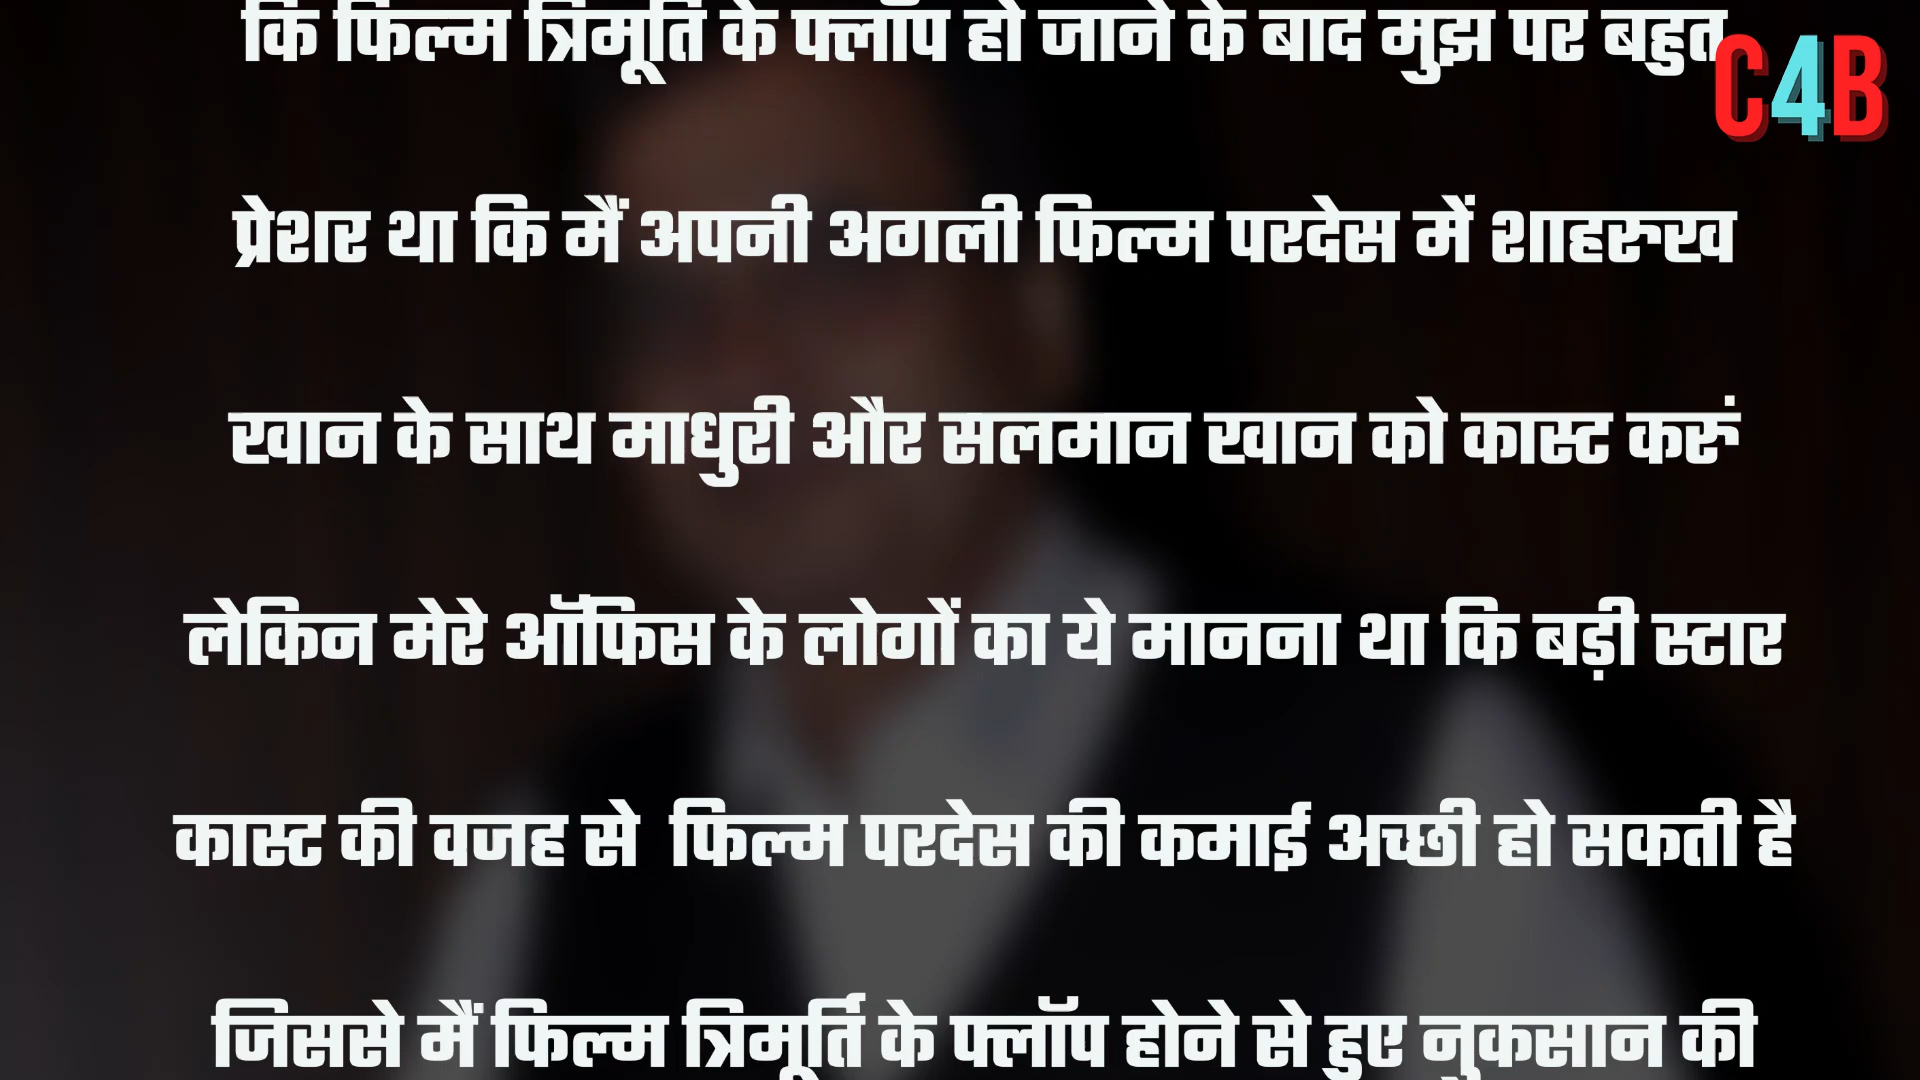 कि फिल्म त्रिमूर्ति के फ्लॉप हो जाने के बाद मुझ पर बहुत
C4B
प्रेशर था कि मैं अपनी अगली फिल्म परदेस में शाहरुख
खान के साथ माधुरी और सलमान खान को कास्ट करुं
लेकिन मेरे ऑफिस के लोगों का ये मानना था कि बड़ी स्टार
कास्ट की वजह से फिल्म परदेस की कमाई अच्छी हो सकती है
जिससे मैं फिल्म त्रिमूर्ति के फ्लॉप होने से हुए नुकसान की